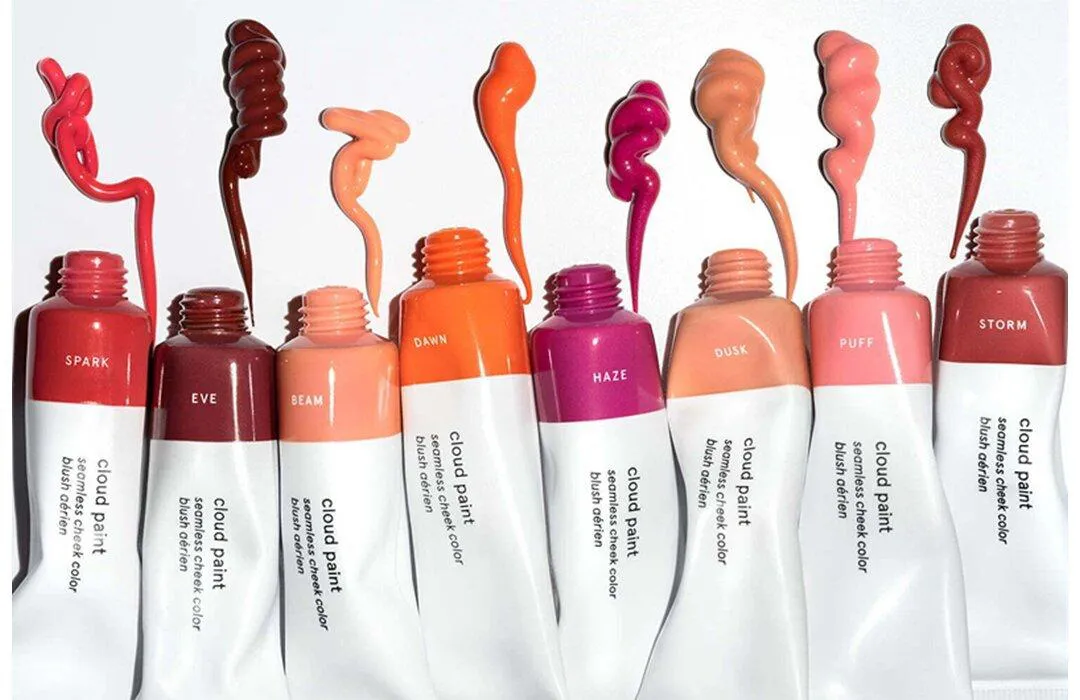 SPARK
cloud paint
seamless cheek color
blush aérien
EVE
cloud paint
seamless cheek color
blush aérien
BEAM
cloud paint
seamless cheek color
blush aérien
DAWN
cloud paint
seamless cheek color
blush aérien
HAZE
cloud paint
seamless cheek color
blush aérien
DUSK
cloud paint
seamless cheek color
blush aérien
PUFF
cloud paint
seamless cheek color
blush aérien
STORM
cloud paint
seamless cheek color
blush aérien